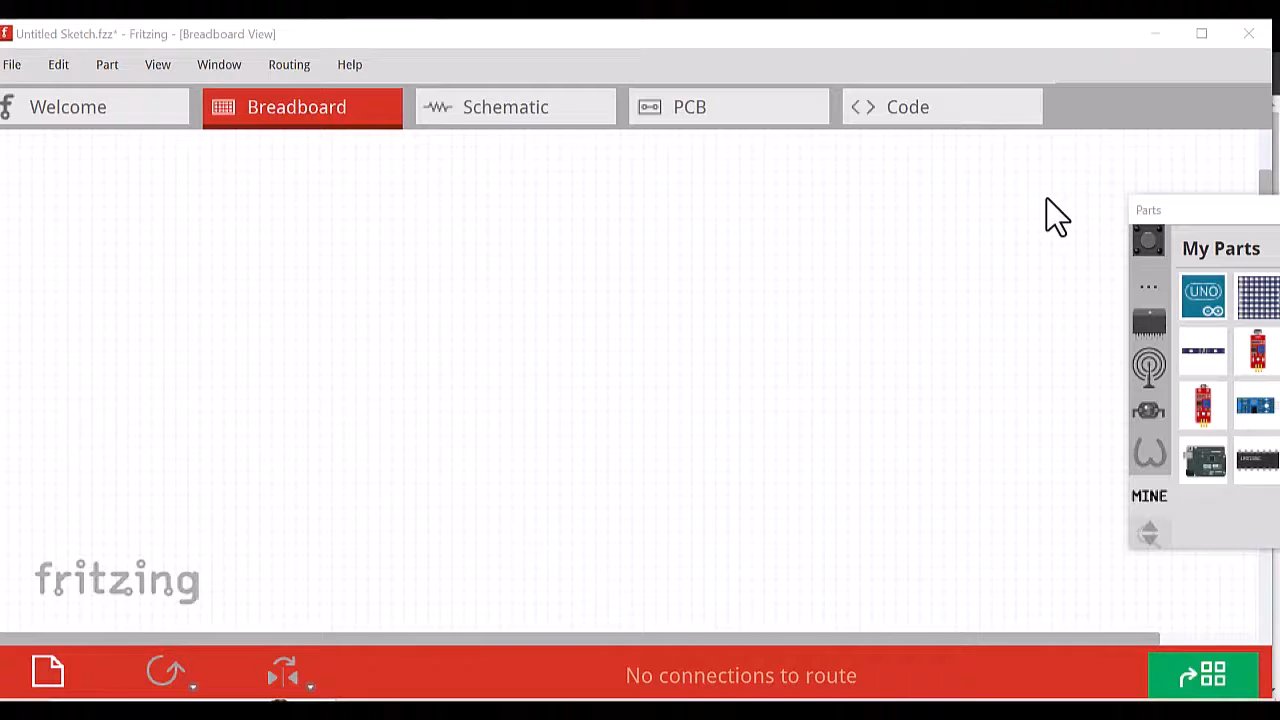 Untitled Sketch.fzz* - Fritzing - [Breadboard View]
File Edit Part View Window Routing Help
Welcome Breadboard Schematic PCB Code
Parts
My Parts
UNO
MINE
fritzing
No connections to route